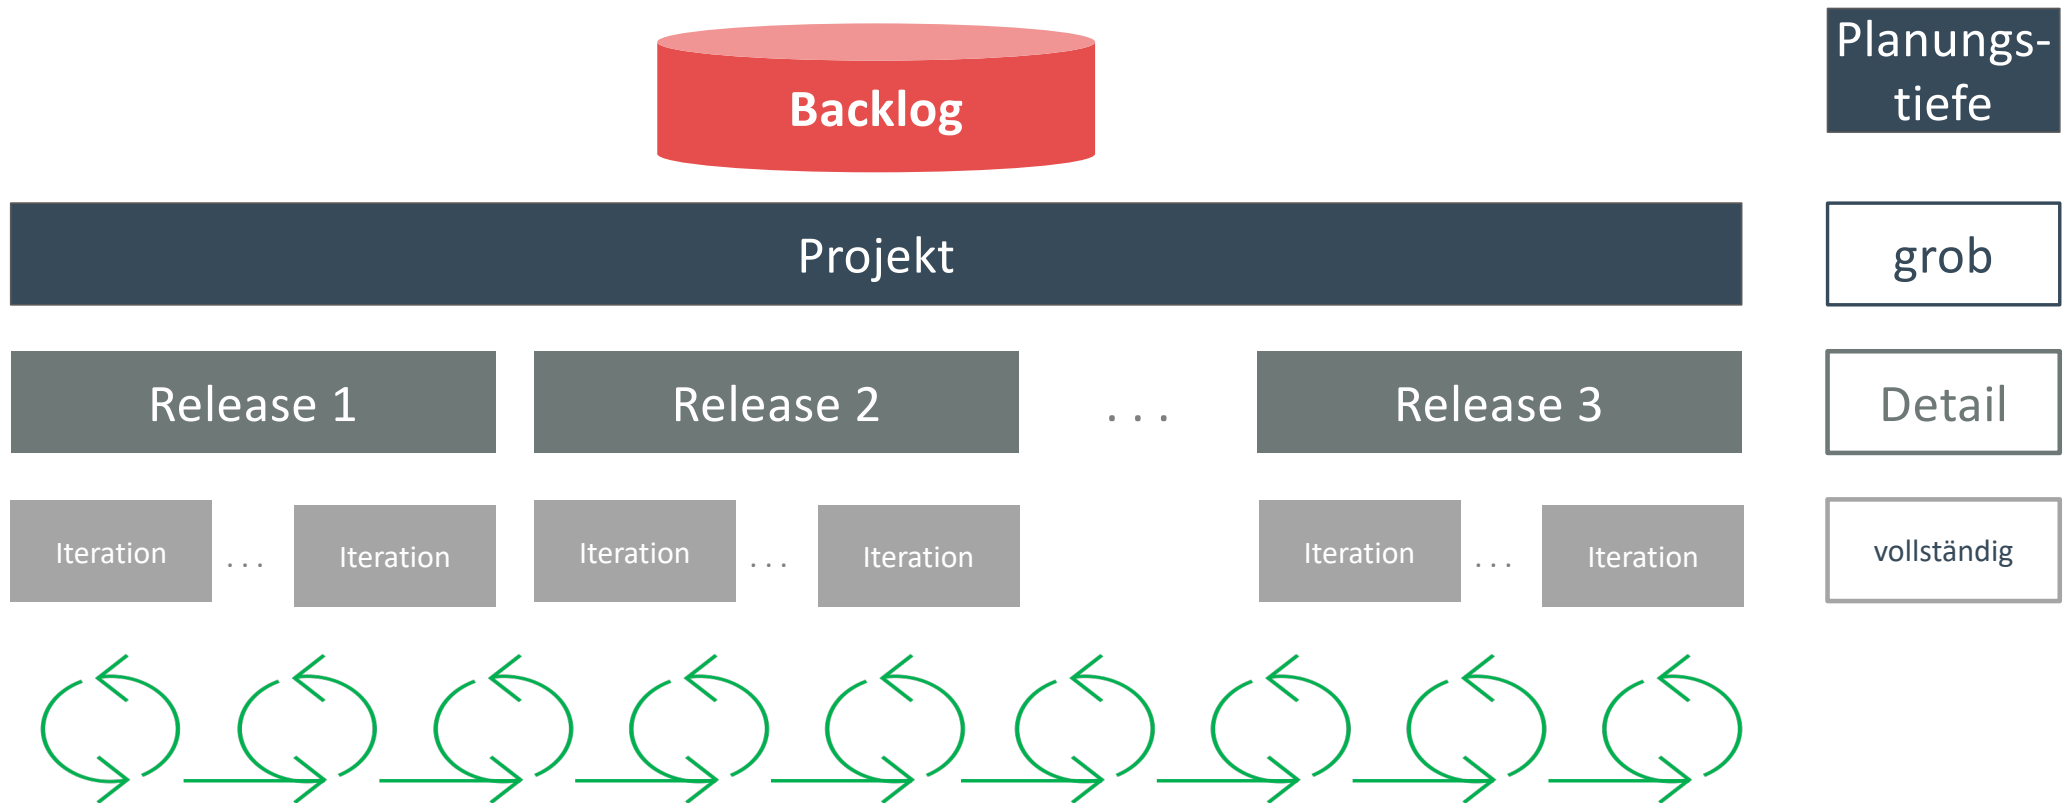 Backlog
Planungs-
tiefe
Projekt
grob
Release 1
Release 2
. . .
Release 3
Detail
Iteration
. . .
Iteration
Iteration
. . .
Iteration
Iteration
. . .
Iteration
vollständig